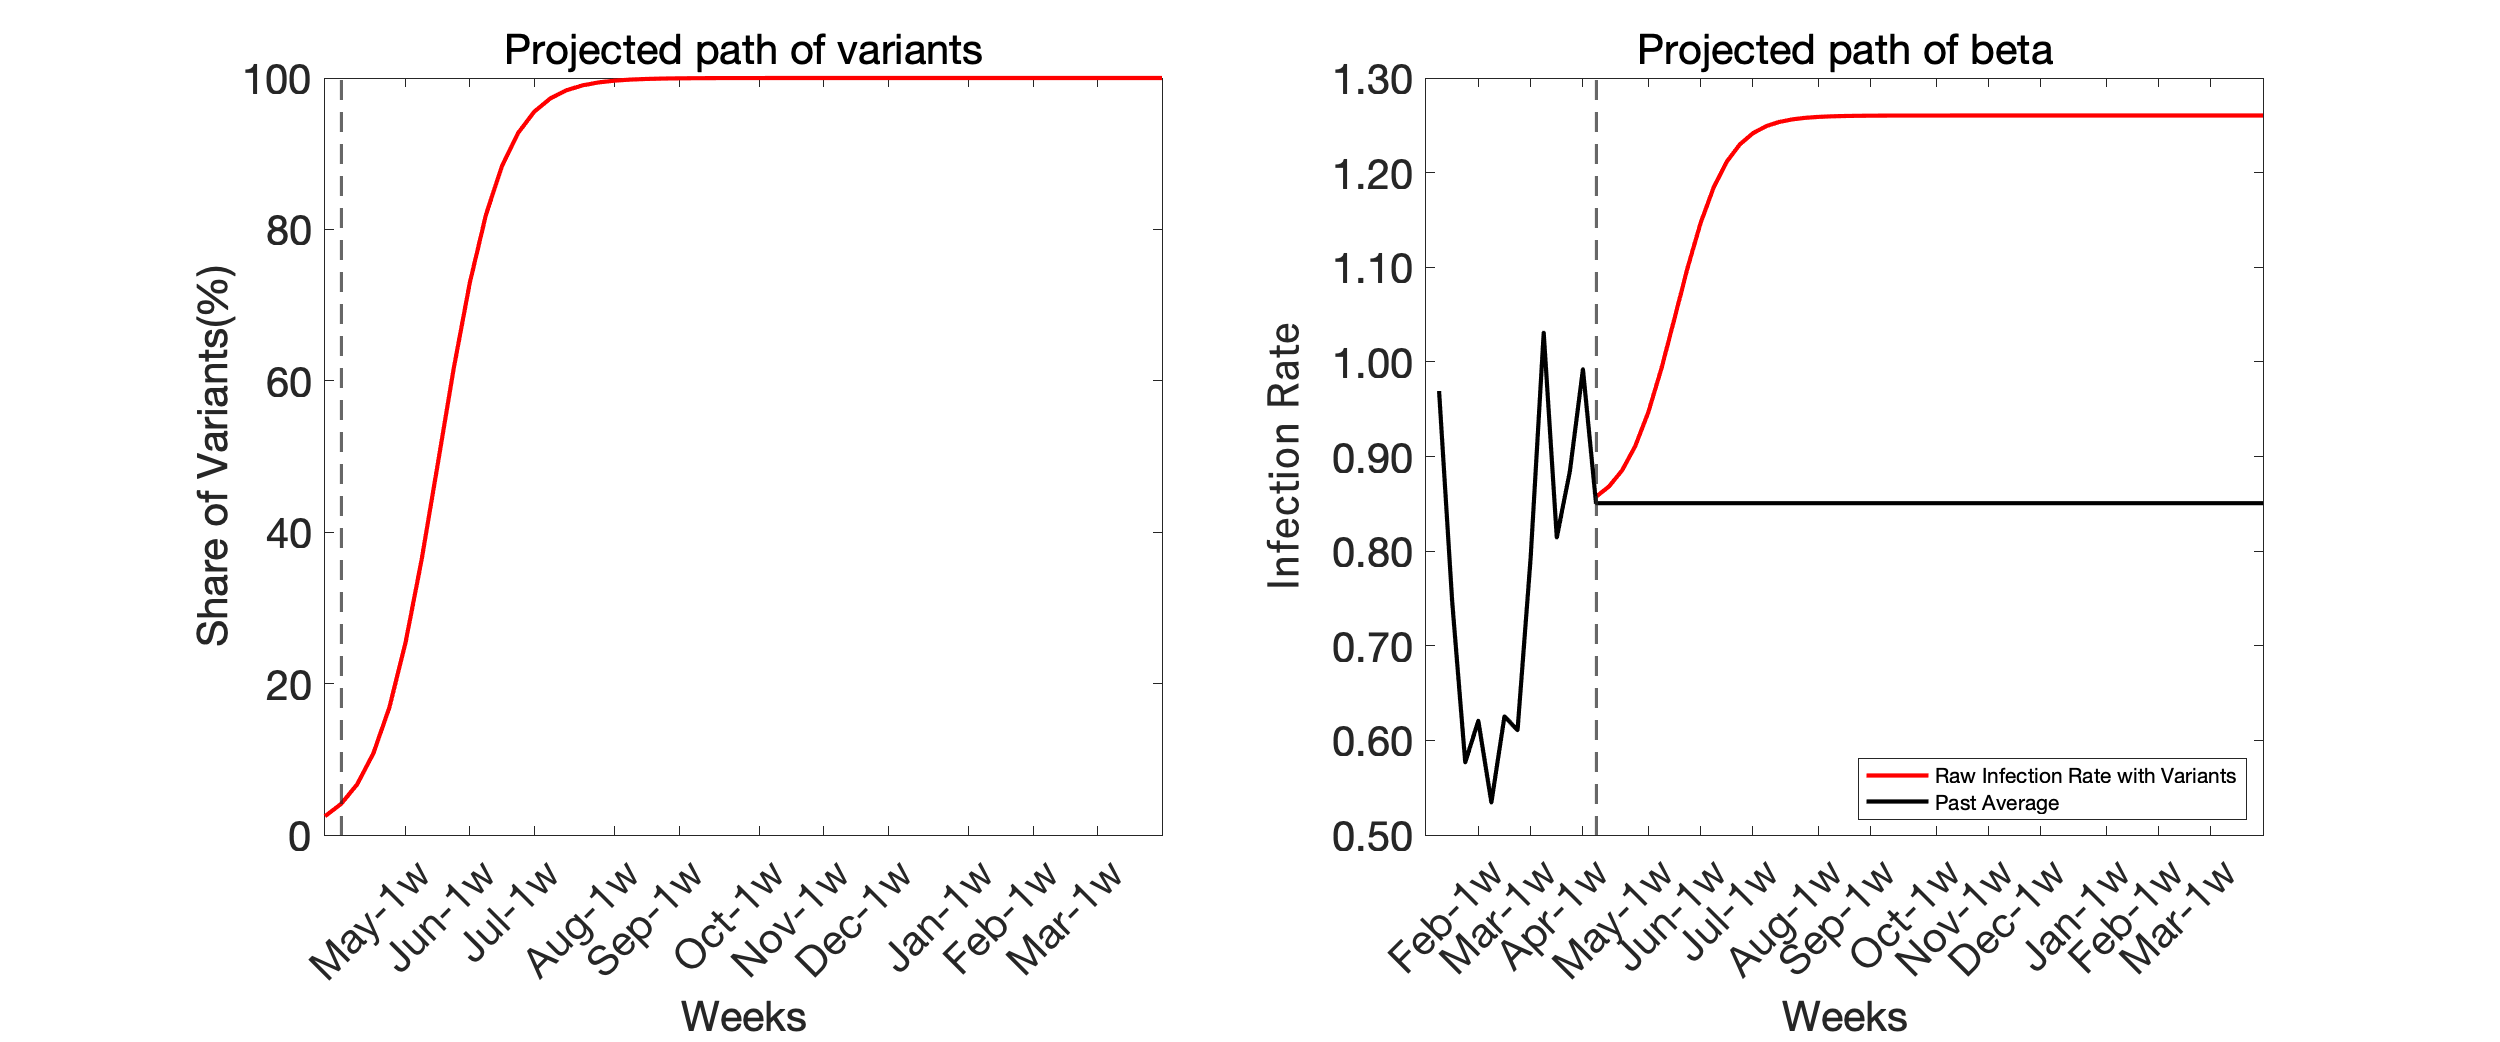 Projected path of variants
100
80
60
40
20
0
Share of Variants(%)
May-1w
Jun-1w
Jul-1w
Aug-1w
Sep-1w
Oct-1w
Nov-1w
Dec-1w
Jan-1w
Feb-1w
Mar-1w
Weeks
Projected path of beta
1.30
1.20
1.10
1.00
0.90
0.80
0.70
0.60
0.50
Infection Rate
Raw Infection Rate with Variants
Past Average
Feb-1w
Mar-1w
Apr-1w
May-1w
Jun-1w
Jul-1w
Aug-1w
Sep-1w
Oct-1w
Nov-1w
Dec-1w
Jan-1w
Feb-1w
Mar-1w
Weeks